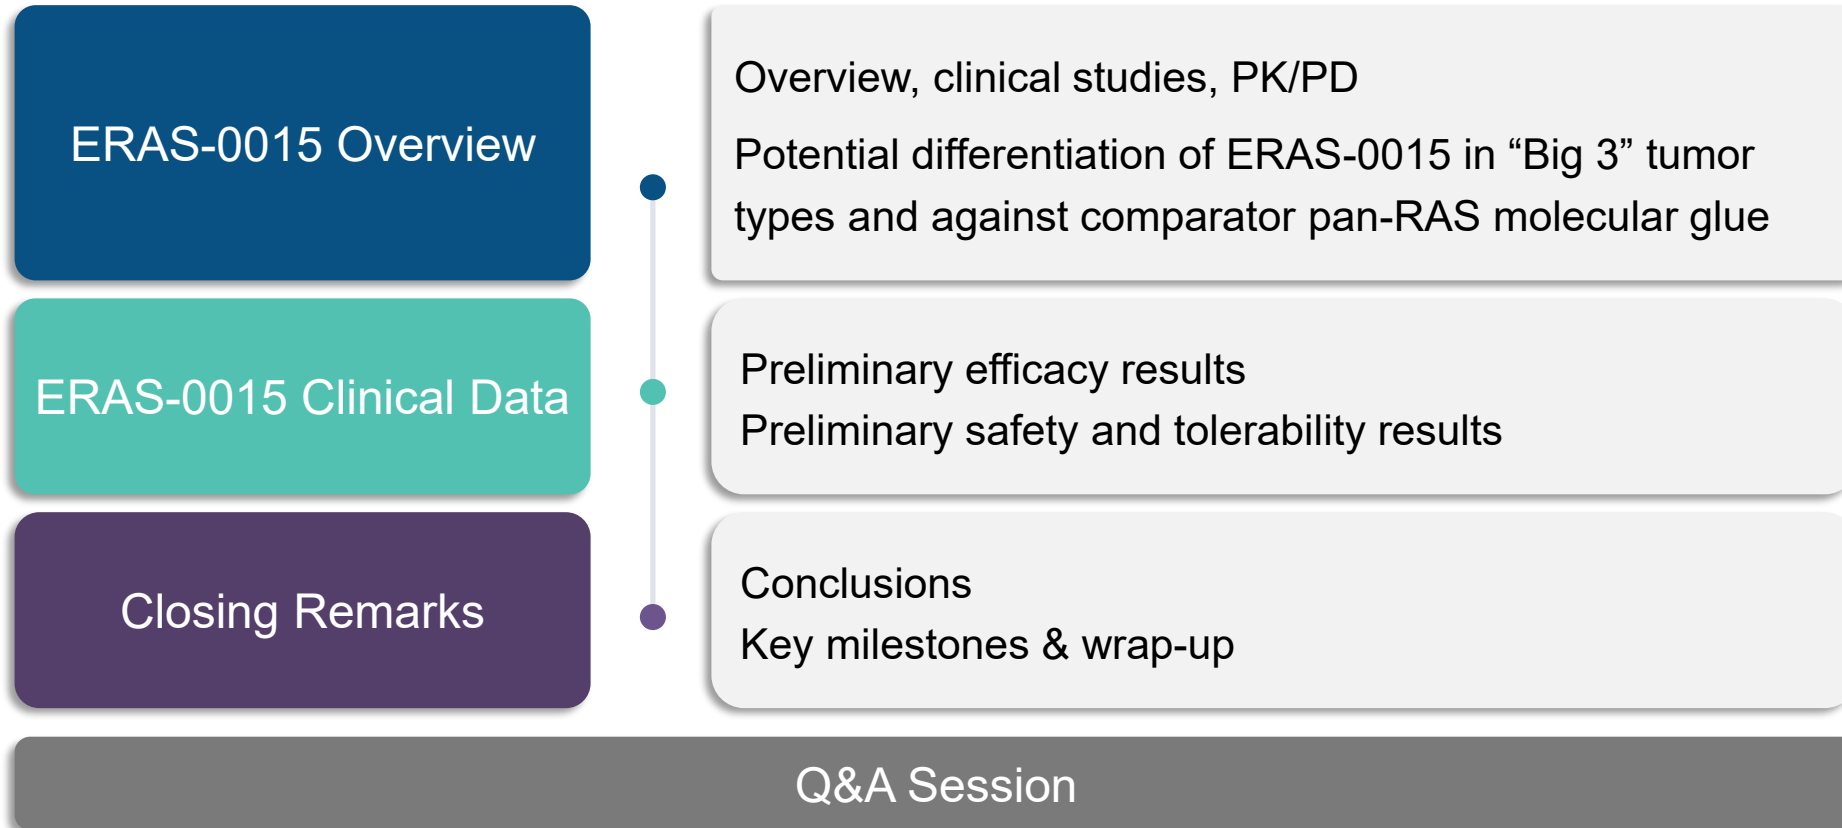 ERAS-0015 Overview
Overview, clinical studies, PK/PD
Potential differentiation of ERAS-0015 in “Big 3” tumor
types and against comparator pan-RAS molecular glue
ERAS-0015 Clinical Data
Preliminary efficacy results
Preliminary safety and tolerability results
Closing Remarks
Conclusions
Key milestones & wrap-up
Q&A Session